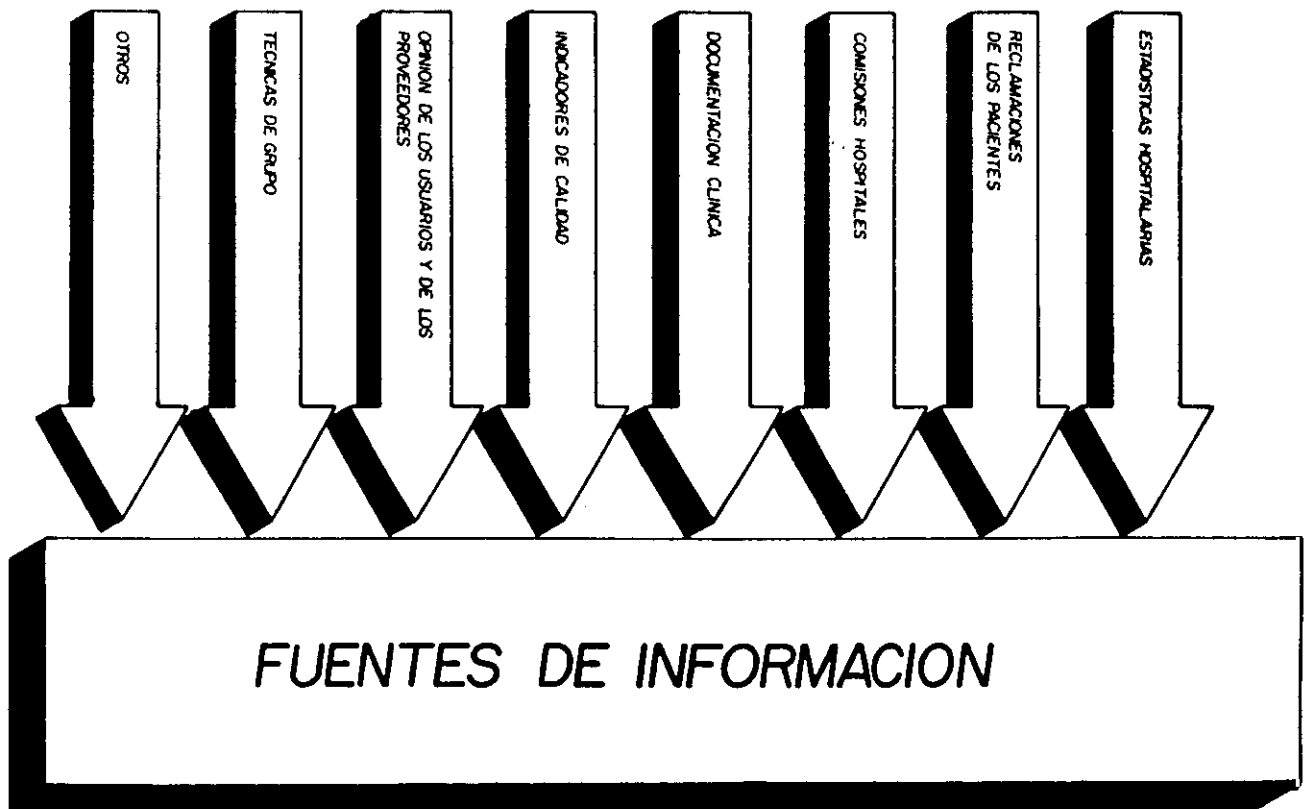 OTROS
TECNICAS DE GRUPO
OPINION DE LOS USUARIOS Y DE LOS
PROVEEDORES
INDICADORES DE CALIDAD
DOCUMENTACION CLINICA
COMISIONES HOSPITALES
RECLAMACIONES
DE LOS PACIENTES
ESTADISTICAS HOSPITALARIAS
FUENTES DE INFORMACION